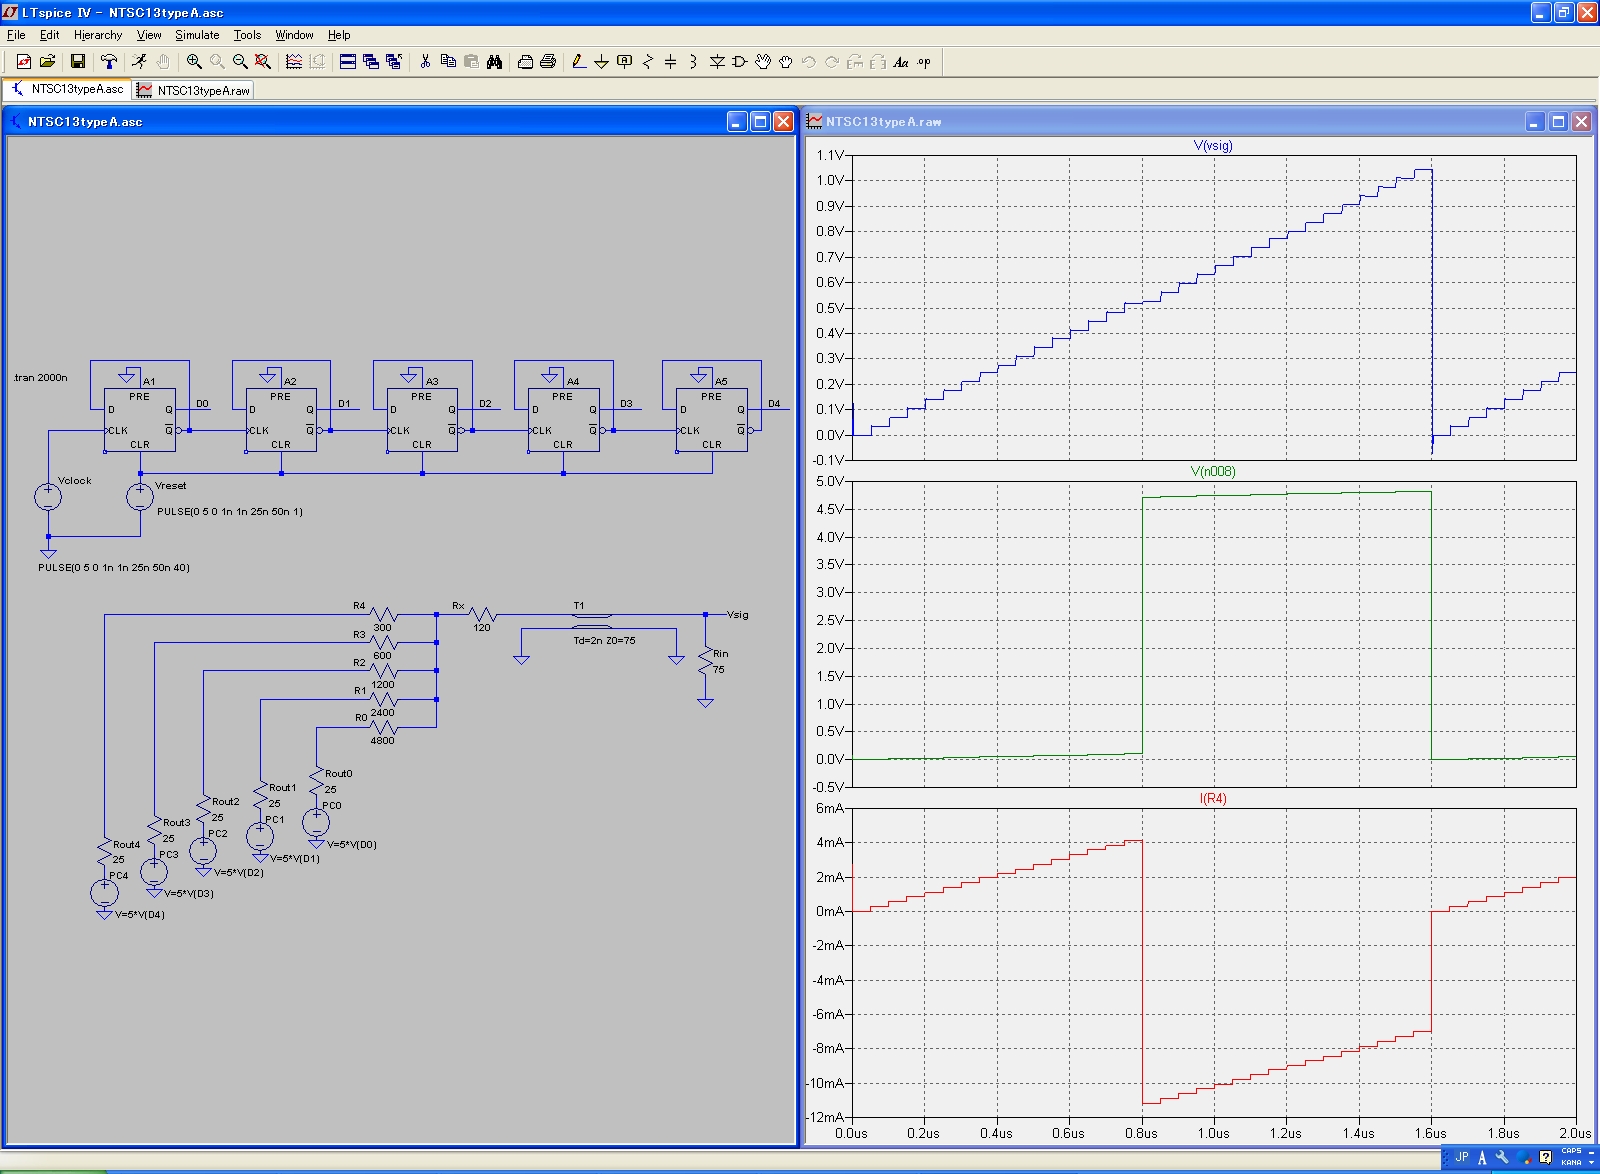 LTspice IV - NTSC13typeA.asc
File Edit Hierarchy View Simulate Tools Window Help
NTSC13typeA.asc NTSC13typeA.raw
NTSC13typeA.asc
.tran 2000n
A1 A2 A3 A4 A5
PRE PRE PRE PRE PRE
D Q D0 D Q D1 D Q D2 D Q D3 D Q D4
CLK Q CLK Q CLK Q CLK Q CLK Q
CLR CLR CLR CLR CLR
Vclock
Vreset
PULSE(0 5 0 1n 1n 25n 50n 1)
PULSE(0 5 0 1n 1n 25n 50n 40)
R4 Rx T1
Vsig
300 120
R3
Td=2n Z0=75
600
Rin
R2
75
1200
R1
2400
R0
4800
Rout0
25
PC0
V=5*V(D0)
Rout1
25
PC1
V=5*V(D1)
Rout2
25
PC2
V=5*V(D2)
Rout3
25
PC3
V=5*V(D3)
Rout4
25
PC4
V=5*V(D4)
NTSC13typeA.raw
V(vsig)
1.1V
1.0V
0.9V
0.8V
0.7V
0.6V
0.5V
0.4V
0.3V
0.2V
0.1V
0.0V
-0.1V
V(n008)
5.0V
4.5V
4.0V
3.5V
3.0V
2.5V
2.0V
1.5V
1.0V
0.5V
0.0V
-0.5V
I(R4)
6mA
4mA
2mA
0mA
-2mA
-4mA
-6mA
-8mA
-10mA
-12mA
0.0us 0.2us 0.4us 0.6us 0.8us 1.0us 1.2us 1.4us 1.6us 1.8us 2.0us
JP A ? CAPS
KANA